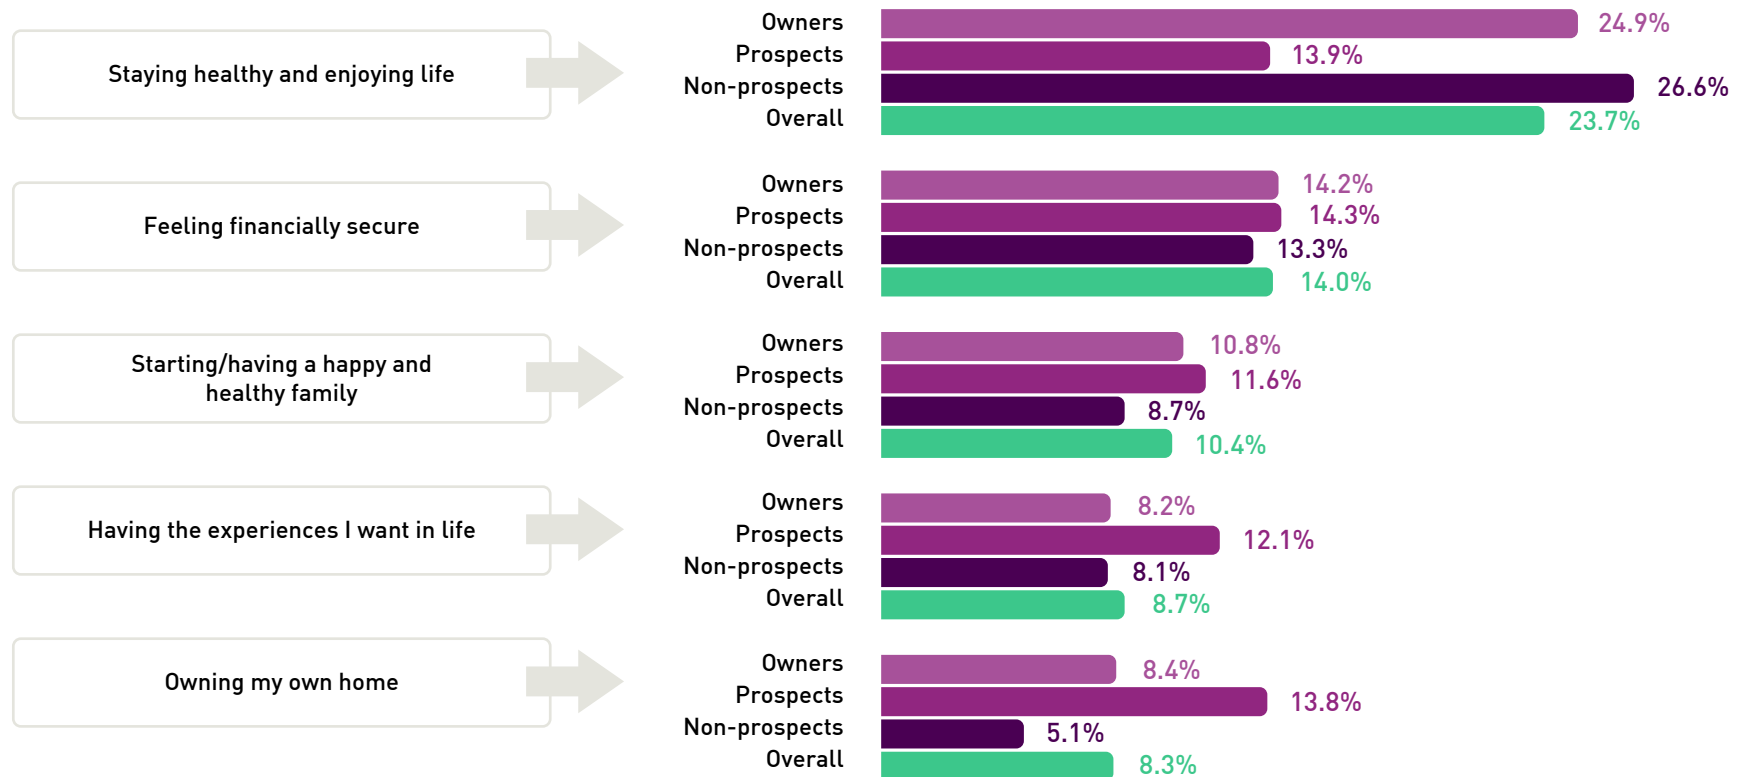 Staying healthy and enjoying life
Owners 24.9%
Prospects 13.9%
Non-prospects 26.6%
Overall 23.7%
Feeling financially secure
Owners 14.2%
Prospects 14.3%
Non-prospects 13.3%
Overall 14.0%
Starting/having a happy and
healthy family
Owners 10.8%
Prospects 11.6%
Non-prospects 8.7%
Overall 10.4%
Having the experiences I want in life
Owners 8.2%
Prospects 12.1%
Non-prospects 8.1%
Overall 8.7%
Owning my own home
Owners 8.4%
Prospects 13.8%
Non-prospects 5.1%
Overall 8.3%